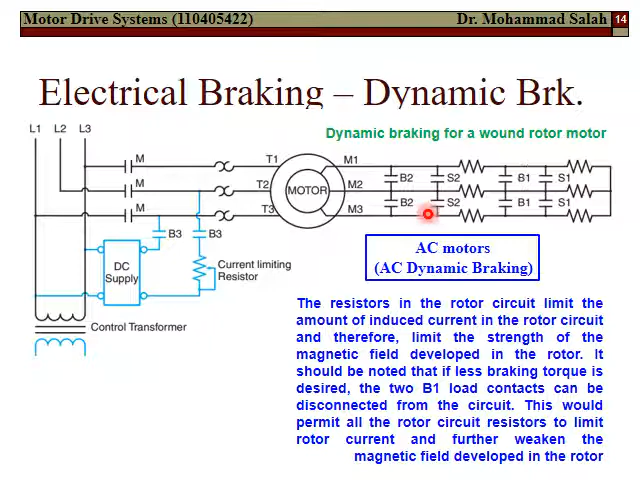 Motor Drive Systems (110405422) Dr. Mohammad Salah 14
Electrical Braking – Dynamic Brk.
Dynamic braking for a wound rotor motor
L1 L2 L3
M T1 M1
B2 S2 B1 S1
M T2 MOTOR M2
M T3 M3
B2 S2 B1 S1
B3 B3
DC
Supply
Current limiting
Resistor
Control Transformer
AC motors
(AC Dynamic Braking)
The resistors in the rotor circuit limit the
amount of induced current in the rotor circuit
and therefore, limit the strength of the
magnetic field developed in the rotor. It
should be noted that if less braking torque is
desired, the two B1 load contacts can be
disconnected from the circuit. This would
permit all the rotor circuit resistors to limit
rotor current and further weaken the
magnetic field developed in the rotor